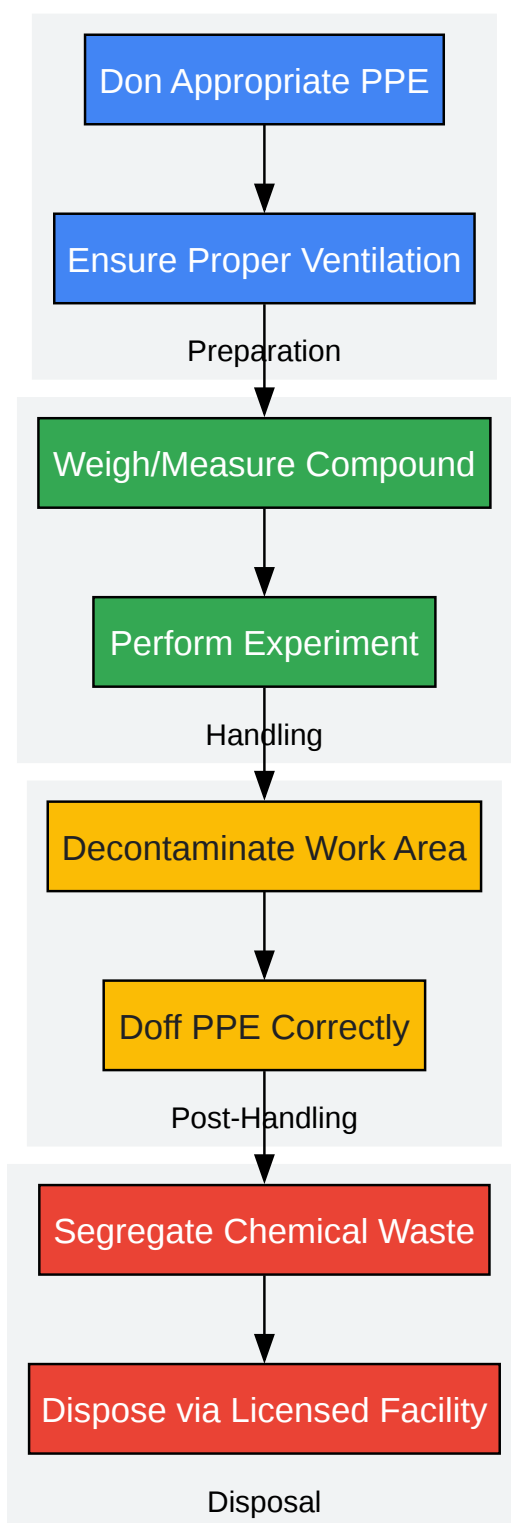 Don Appropriate PPE
Ensure Proper Ventilation
Preparation
Weigh/Measure Compound
Perform Experiment
Handling
Decontaminate Work Area
Doff PPE Correctly
Post-Handling
Segregate Chemical Waste
Dispose via Licensed Facility
Disposal